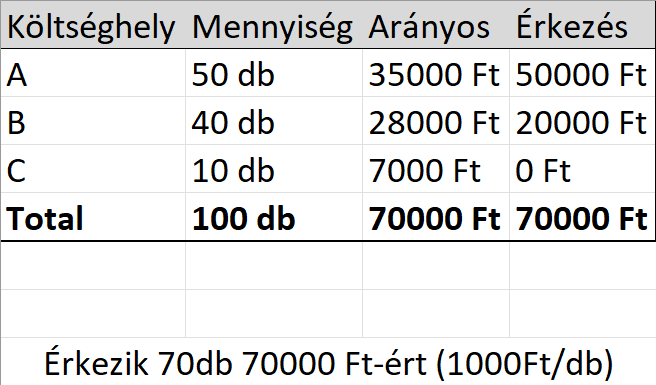 Költséghely Mennyiség Arányos Érkezés
A 50 db 35000 Ft 50000 Ft
B 40 db 28000 Ft 20000 Ft
C 10 db 7000 Ft 0 Ft
Total 100 db 70000 Ft 70000 Ft
Érkezik 70db 70000 Ft-ért (1000Ft/db)